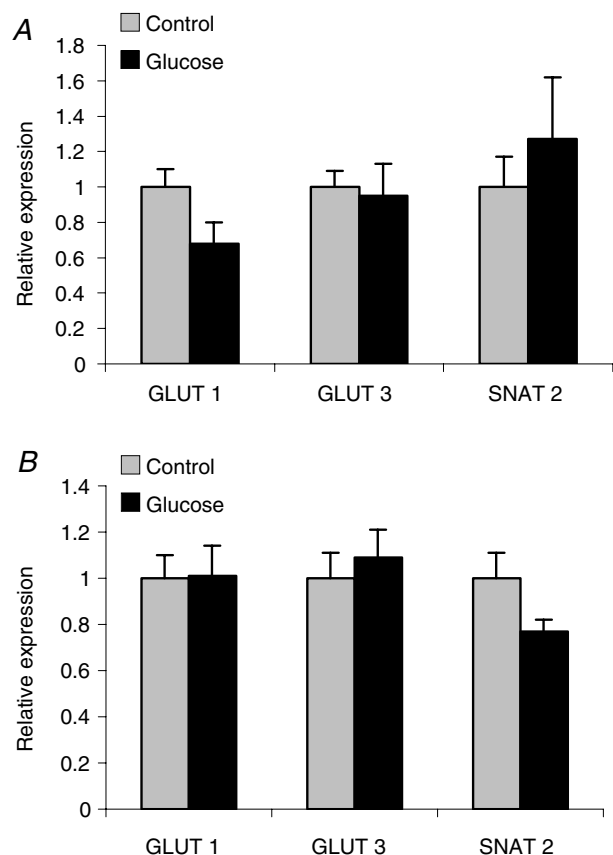 A
Control
Glucose
Relative expression
1.8
1.6
1.4
1.2
1
0.8
0.6
0.4
0.2
0
GLUT 1 GLUT 3 SNAT 2
B
Control
Glucose
Relative expression
1.4
1.2
1
0.8
0.6
0.4
0.2
0
GLUT 1 GLUT 3 SNAT 2